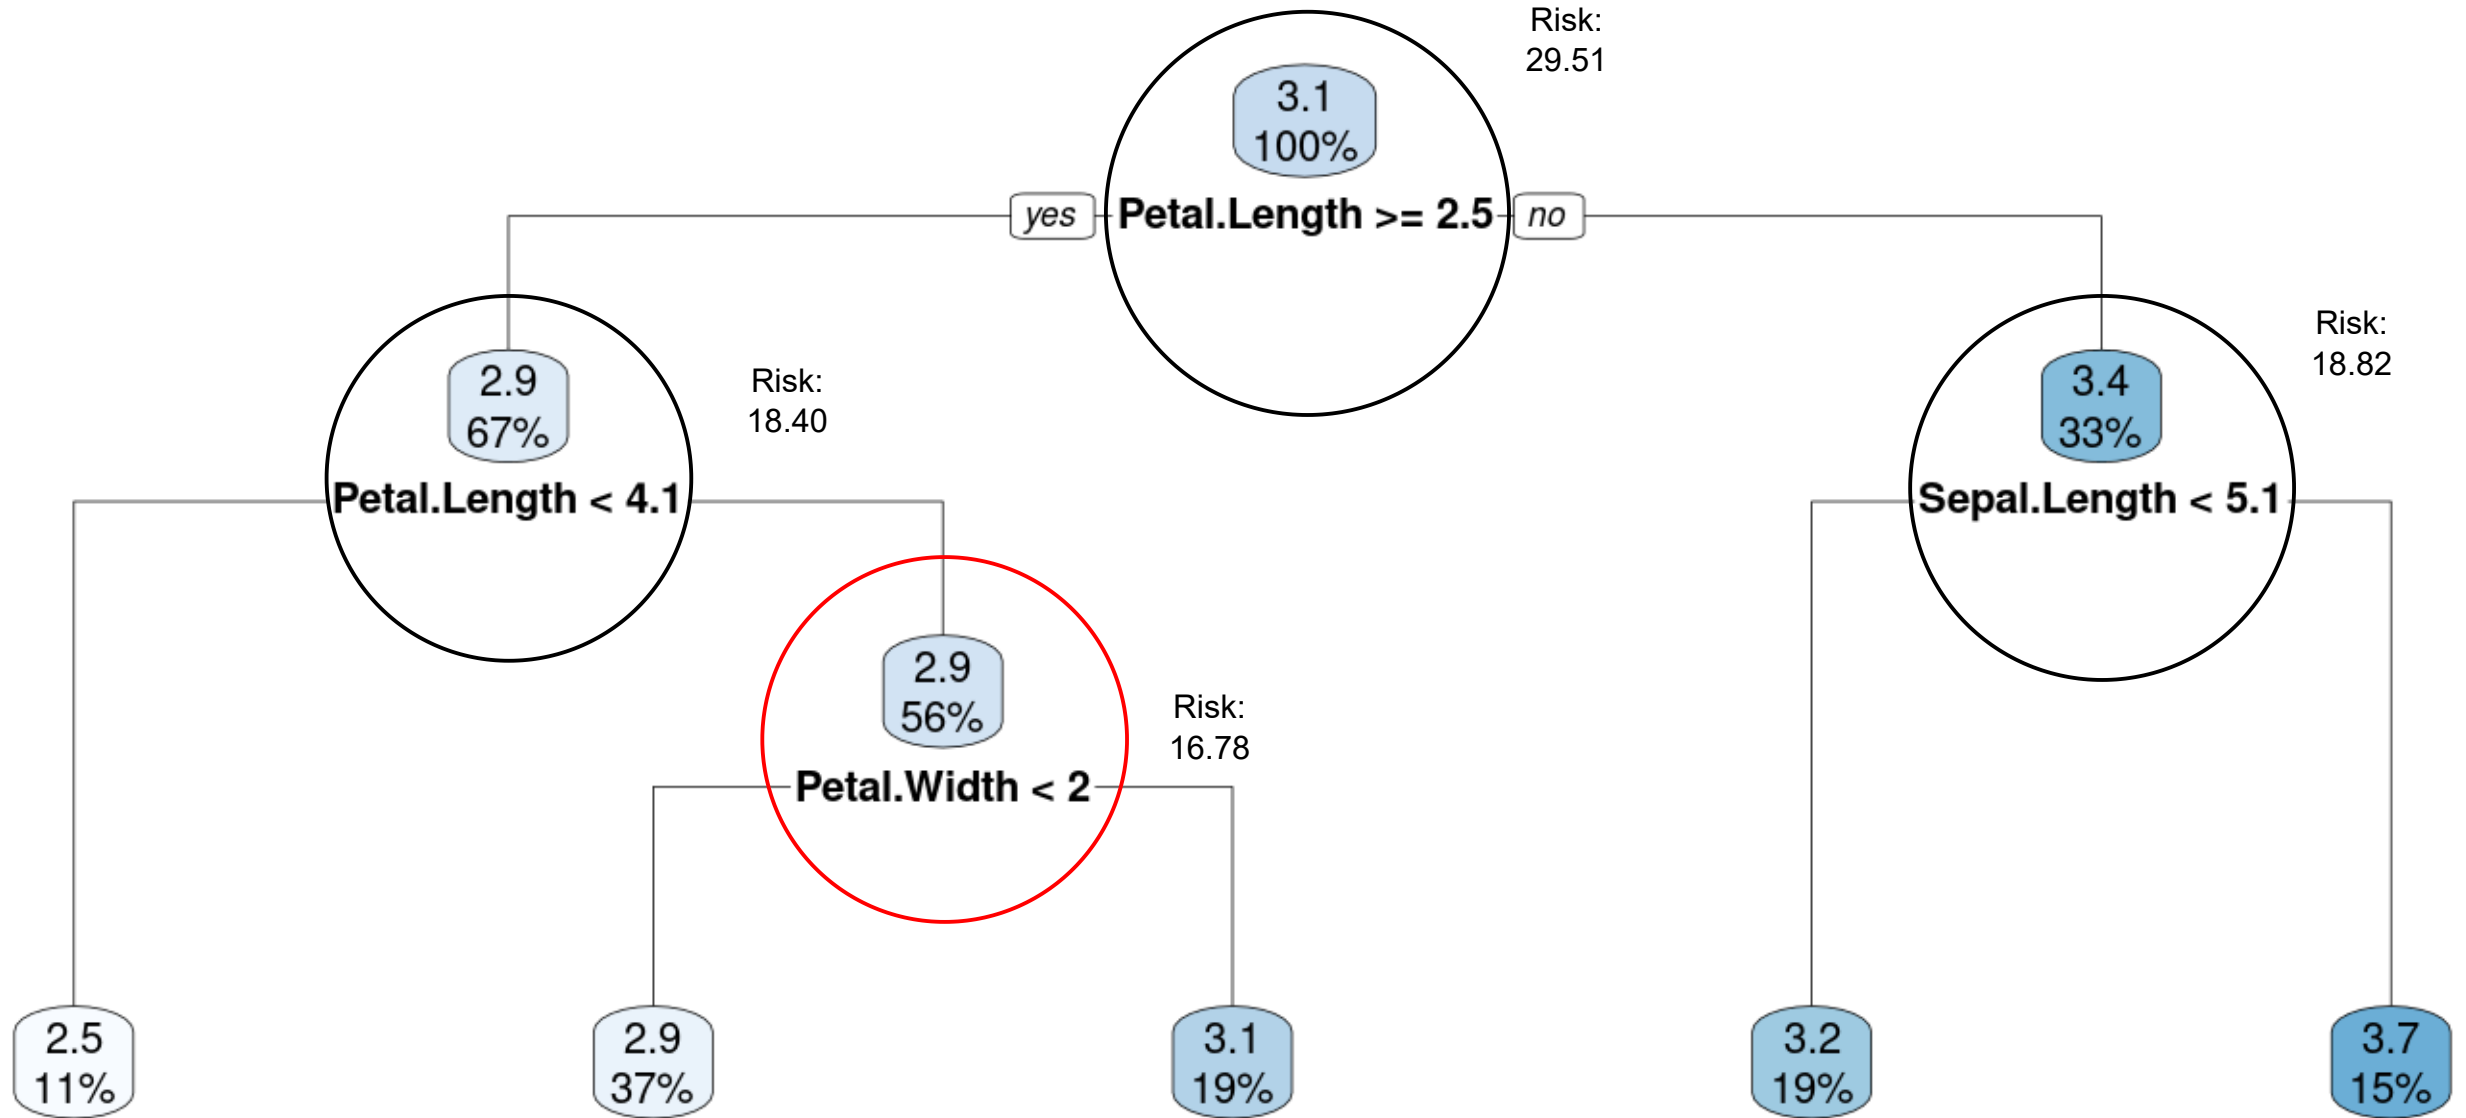 Risk:
29.51
3.1
100%
yes
Petal.Length >= 2.5
no
Risk:
18.82
2.9
67%
Risk:
18.40
3.4
33%
Petal.Length < 4.1
Sepal.Length < 5.1
2.9
56%
Risk:
16.78
Petal.Width < 2
2.5
11%
2.9
37%
3.1
19%
3.2
19%
3.7
15%